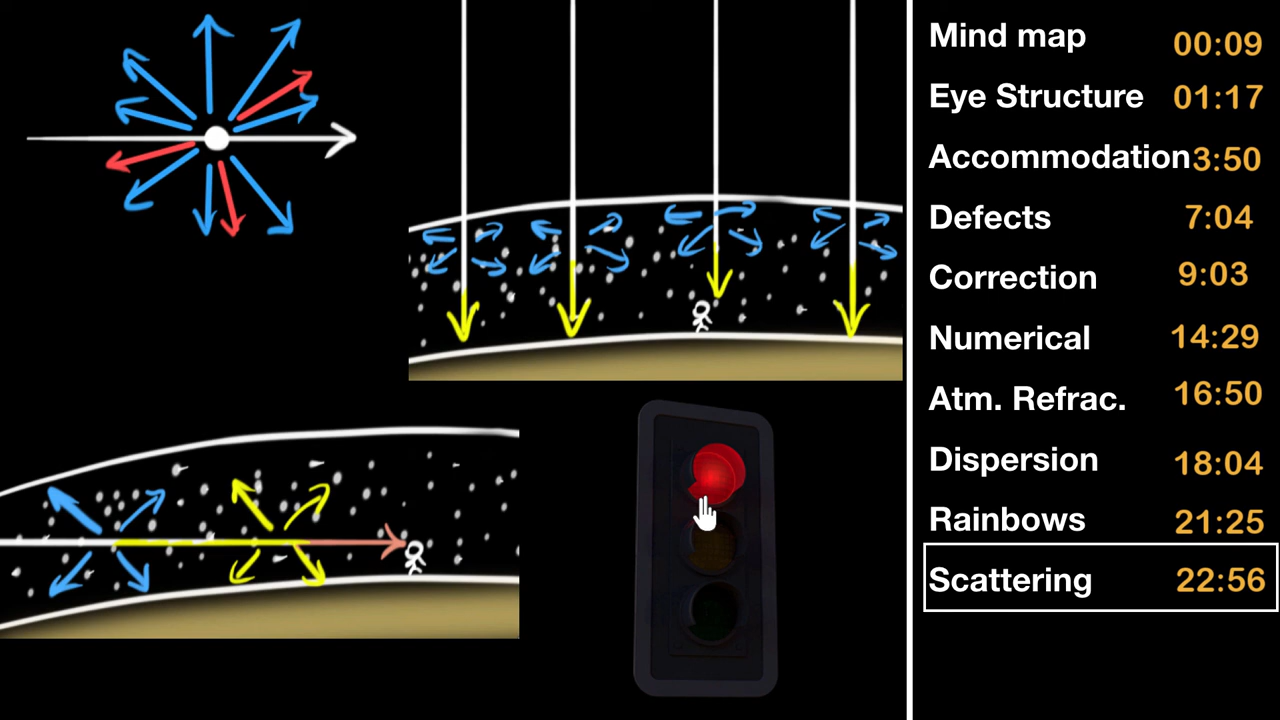 Mind map 00:09
Eye Structure 01:17
Accommodation 3:50
Defects 7:04
Correction 9:03
Numerical 14:29
Atm. Refrac. 16:50
Dispersion 18:04
Rainbows 21:25
Scattering 22:56